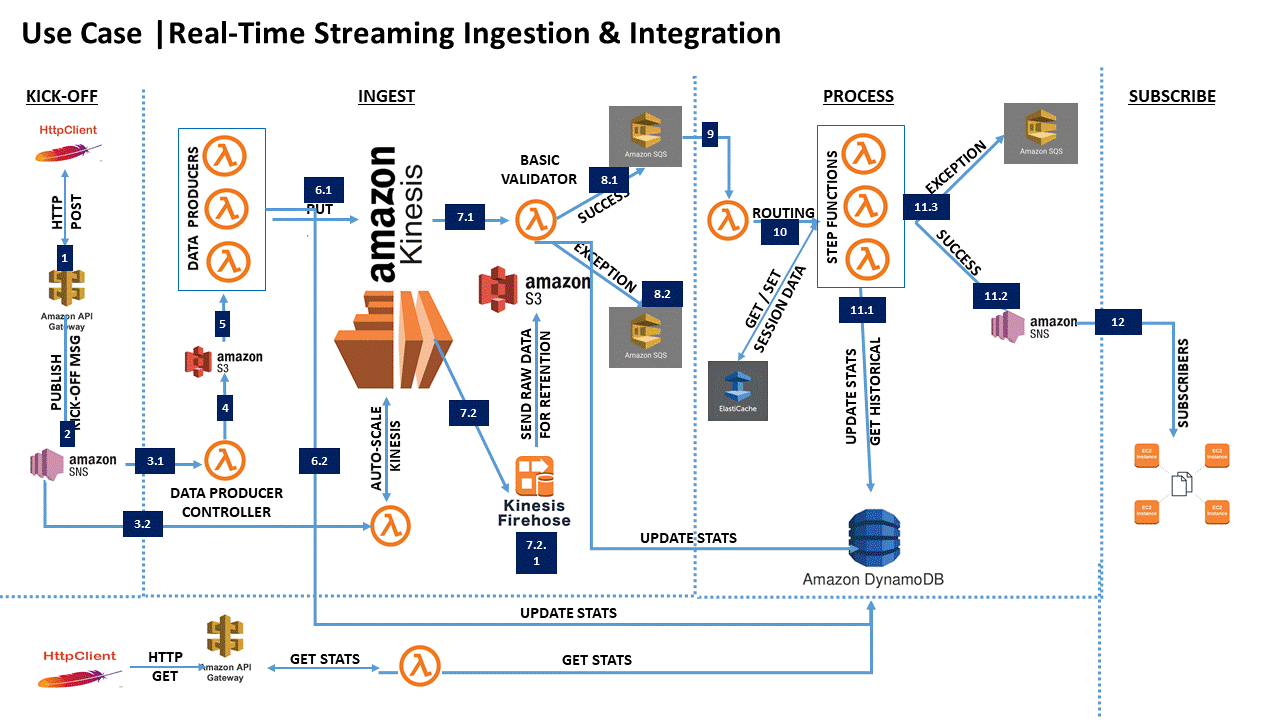 Use Case |Real-Time Streaming Ingestion & Integration
KICK-OFF
INGEST
PROCESS
SUBSCRIBE
HttpClient
HTTP
POST
1
Amazon API
Gateway
PUBLISH
KICK-OFF MSG
2
amazon
SNS
3.1
3.2
DATA PRODUCERS
5
amazon
S3
4
DATA PRODUCER
CONTROLLER
6.1
PUT
6.2
amazon
Kinesis
AUTO-SCALE
KINESIS
7.1
7.2
BASIC
VALIDATOR
8.1
SUCCESS
Amazon SQS
EXCEPTION
8.2
Amazon SQS
amazon
S3
SEND RAW DATA
FOR RETENTION
Kinesis
Firehose
7.2.
1
UPDATE STATS
9
ROUTING
10
GET / SET
SESSION DATA
ElastiCache
STEP FUNCTIONS
11.1
UPDATE STATS
GET HISTORICAL
Amazon DynamoDB
11.3
EXCEPTION
Amazon SQS
SUCCESS
11.2
amazon
SNS
12
SUBSCRIBERS
EC2
Instance
EC2
Instance
EC2
Instance
EC2
Instance
UPDATE STATS
HttpClient
HTTP
GET
Amazon API
Gateway
GET STATS
GET STATS